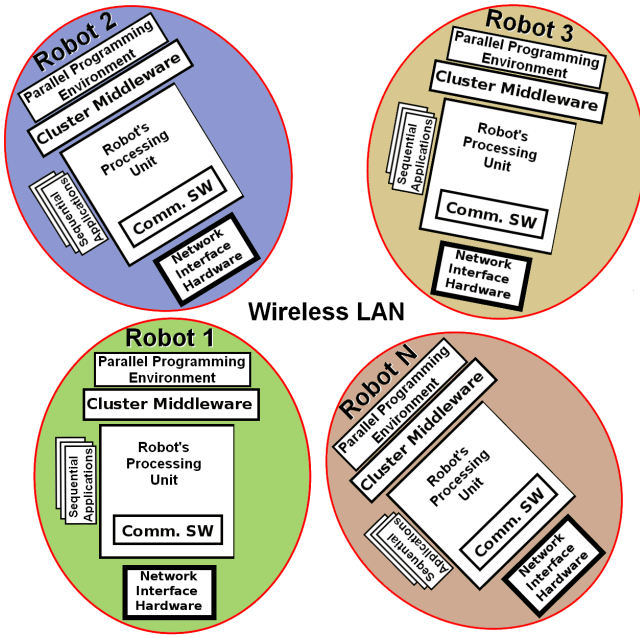 Robot 2
Parallel Programming
Environment
Cluster Middleware
Robot's
Processing
Unit
Sequential
Applications
Comm. SW
Network
Interface
Hardware
Robot 3
Parallel Programming
Environment
Cluster Middleware
Robot's
Processing
Unit
Sequential
Applications
Comm. SW
Network
Interface
Hardware
Wireless LAN
Robot 1
Parallel Programming
Environment
Cluster Middleware
Robot's
Processing
Unit
Sequential
Applications
Comm. SW
Network
Interface
Hardware
Robot N
Parallel Programming
Environment
Cluster Middleware
Robot's
Processing
Unit
Sequential
Applications
Comm. SW
Network
Interface
Hardware